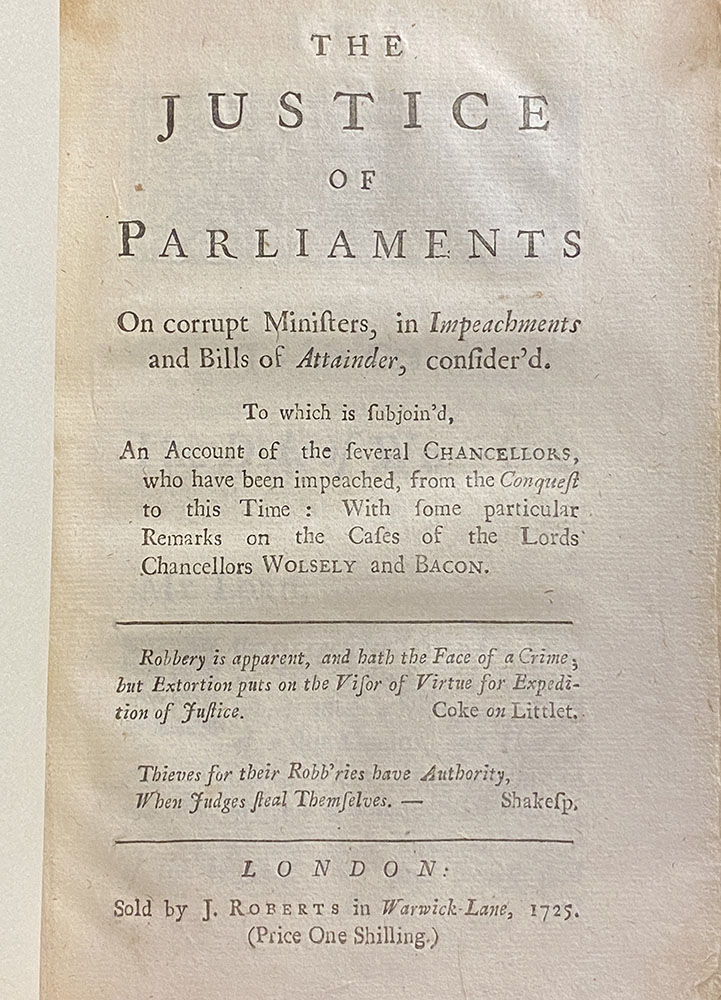 THE
JUSTICE
OF
PARLIAMENTS
On corrupt Miniſters, in Impeachments
and Bills of Attainder, conſider'd.
To which is ſubjoin'd,
An Account of the ſeveral CHANCELLORS,
who have been impeached, from the Conqueſt
to this Time : With ſome particular
Remarks on the Caſes of the Lords
Chancellors WOLSELY and BACON.
Robbery is apparent, and hath the Face of a Crime;
but Extortion puts on the Viſor of Virtue for Expedi-
tion of Juſtice. Coke on Littlet.
Thieves for their Robb'ries have Authority,
When Judges ſteal Themſelves. — Shakeſp.
LONDON:
Sold by J. ROBERTS in Warwick-Lane, 1725.
(Price One Shilling.)